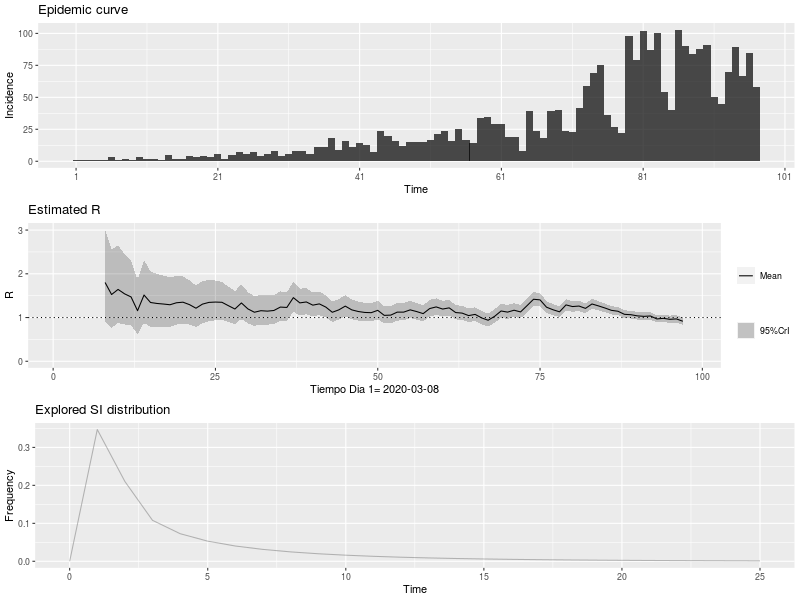 Epidemic curve
100
75
50
25
0
Incidence
1
21
41
61
81
101
Time
Estimated R
3
2
1
0
R
0
25
50
75
100
Tiempo Dia 1= 2020-03-08
Mean
95%CrI
Explored SI distribution
0.3
0.2
0.1
0.0
Frequency
0
5
10
15
20
25
Time